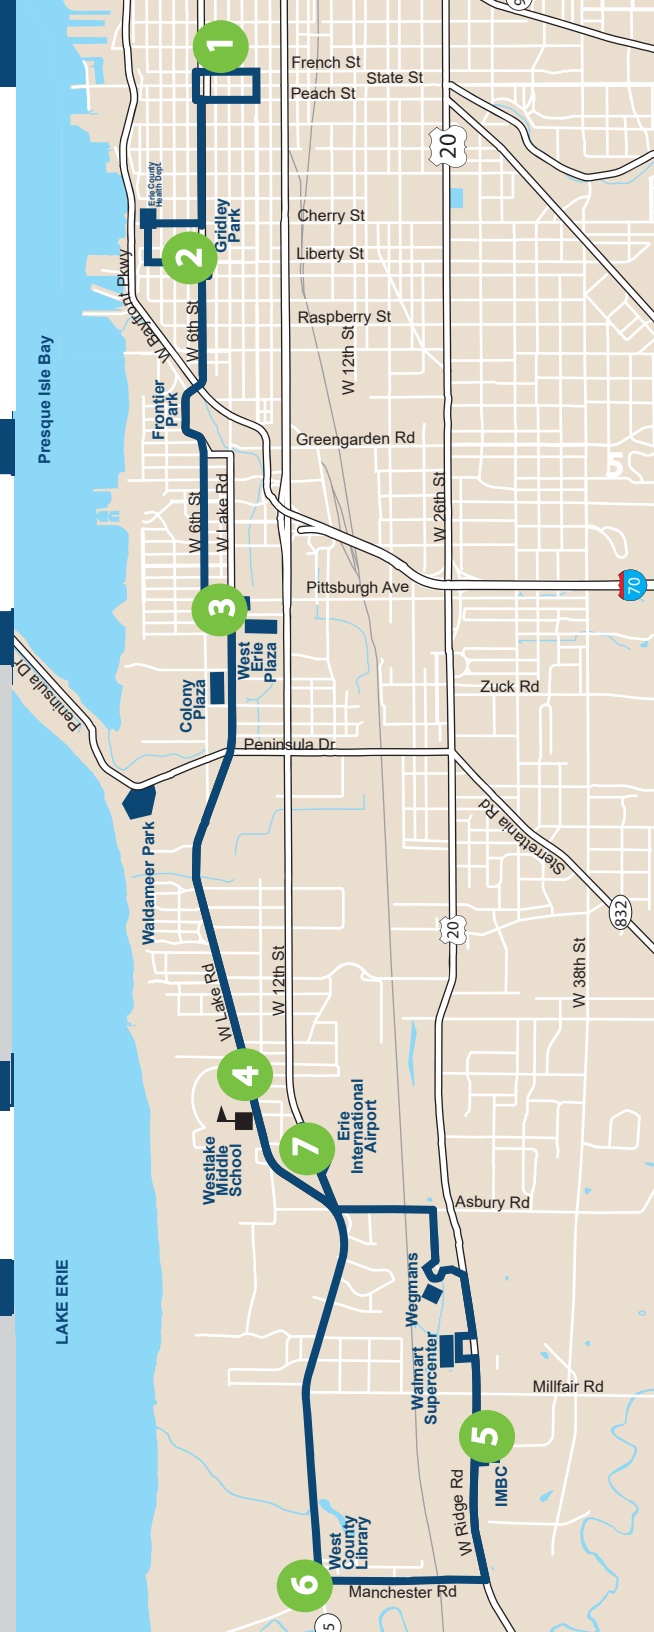 1
French St
State St
Peach St
20
Erie County
Health Dept.
Cherry St
Gridley
Park
2
Liberty St
W Bayfront Pkwy
Raspberry St
W 6th St
W 12th St
Presque Isle Bay
Frontier
Park
Greengarden Rd
5
W 6th St
W Lake Rd
W 26th St
70
Pittsburgh Ave
3
West
Erie
Plaza
Colony
Plaza
Peninsula Dr
Zuck Rd
Peninsula Dr
Waldameer Park
Sterrettania Rd
832
20
W Lake Rd
W 12th St
W 38th St
4
Westlake
Middle
School
7
Erie
International
Airport
Asbury Rd
LAKE ERIE
Wegmans
Walmart
Supercenter
Millfair Rd
5
IMBC
W Ridge Rd
West
County
Library
6
Manchester Rd
5